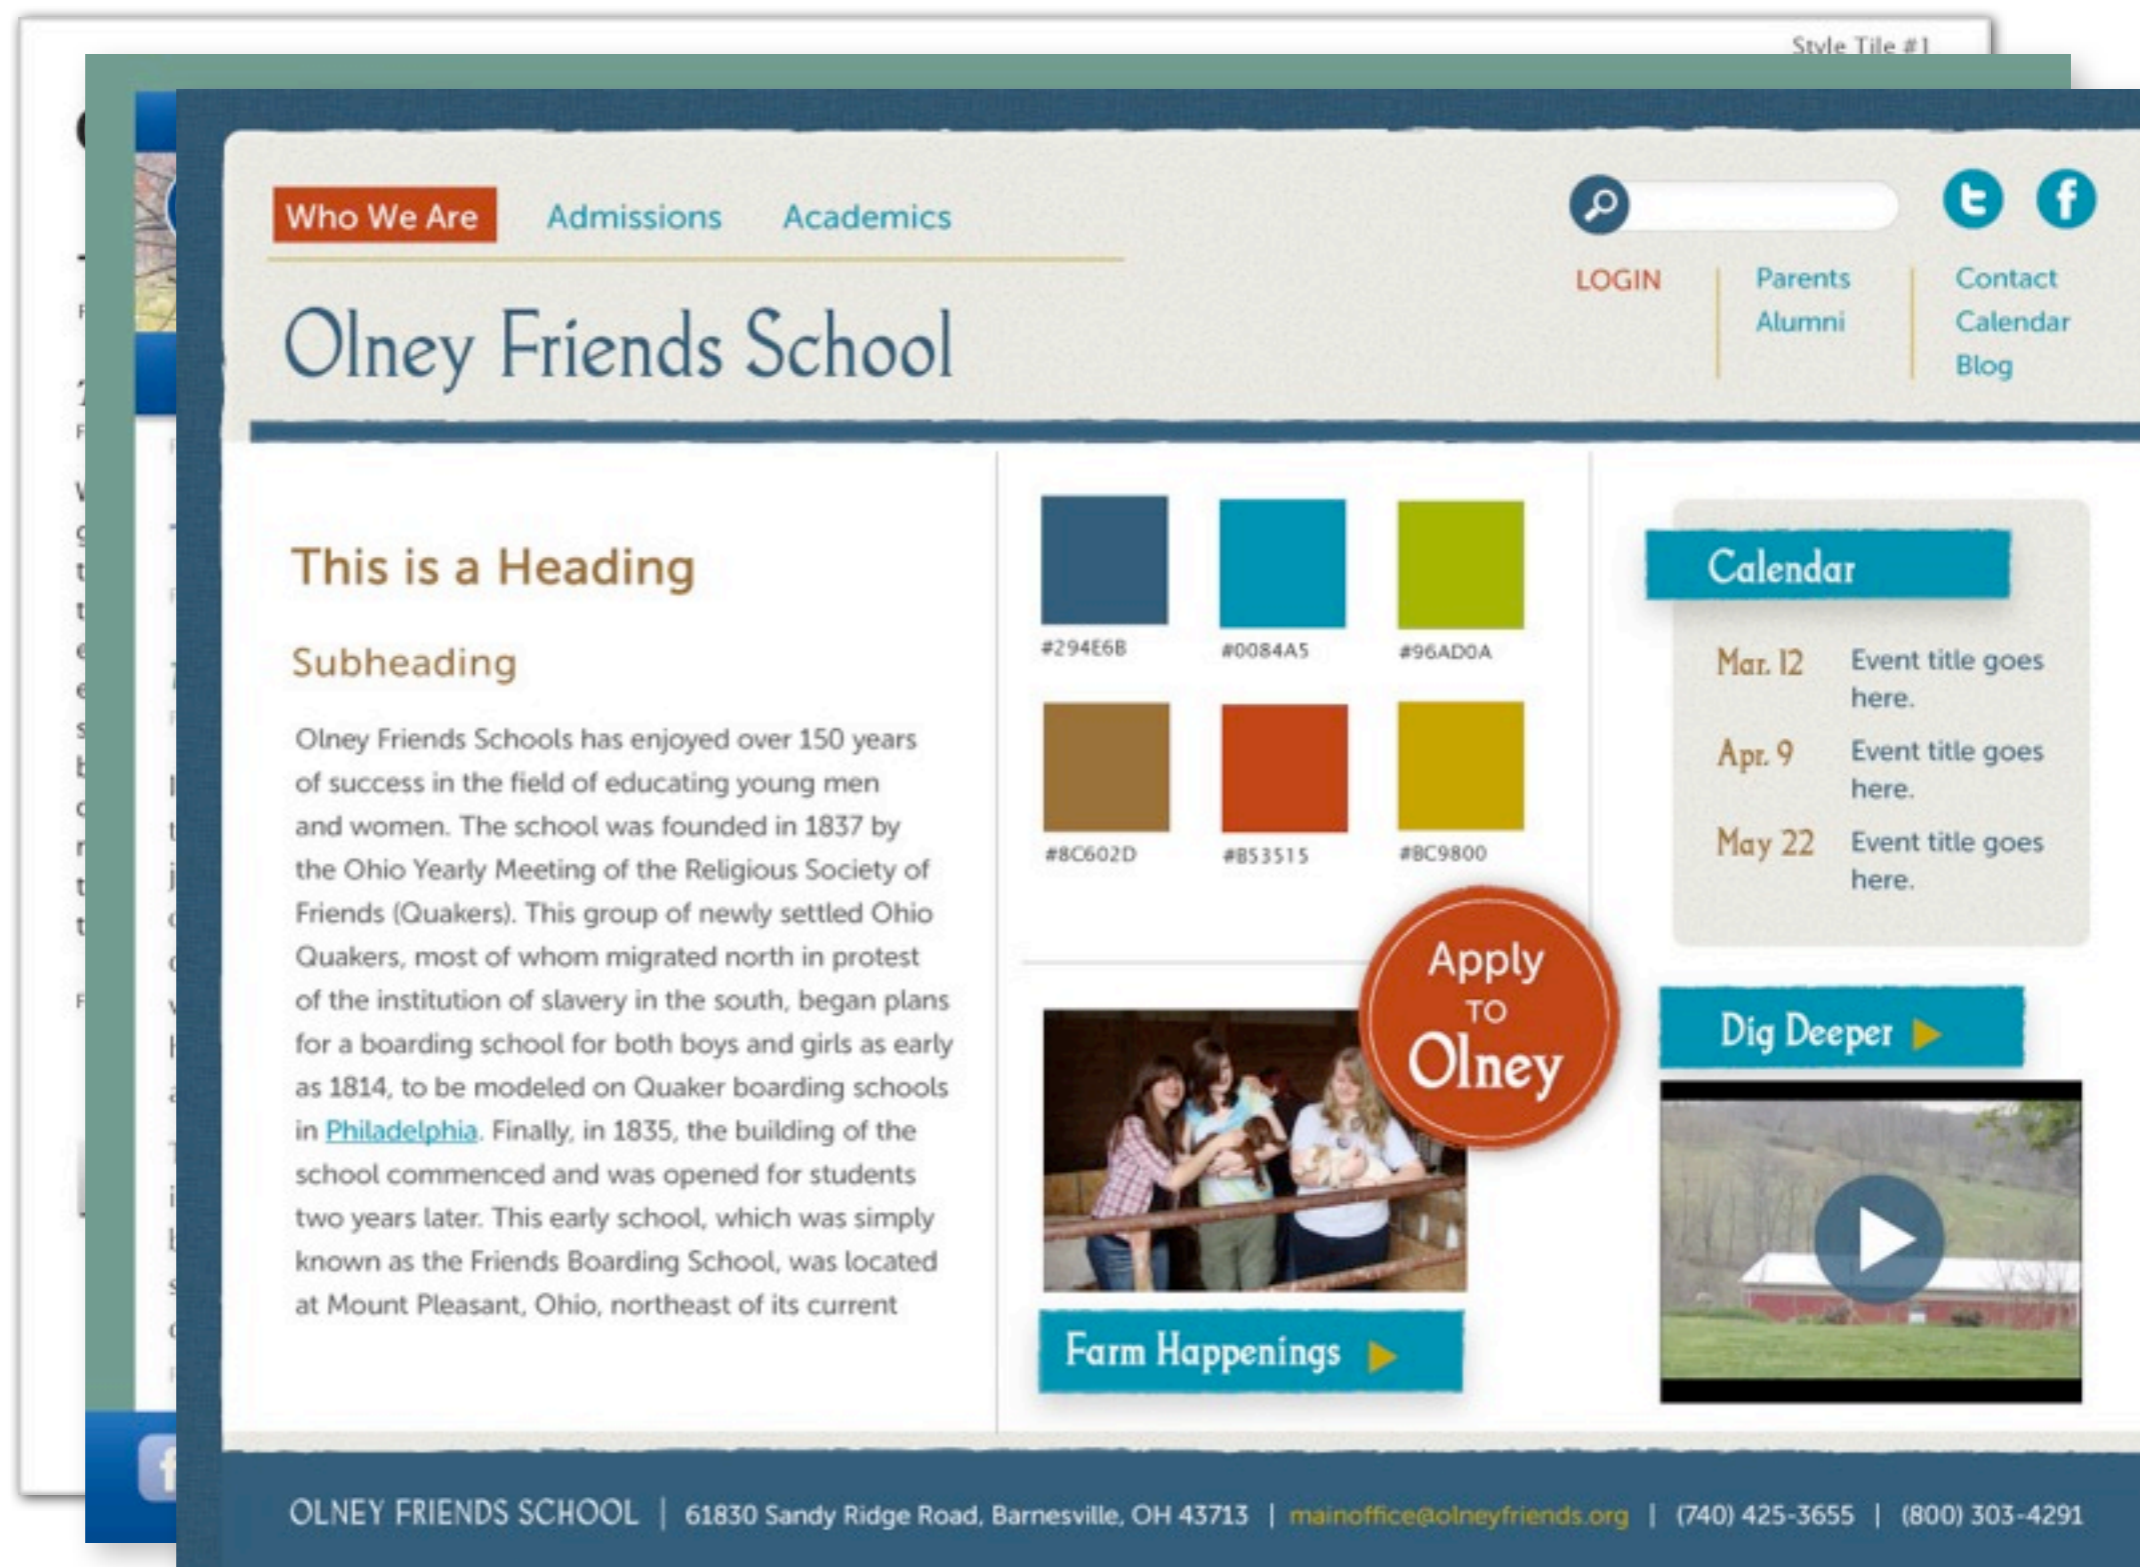 Style Tile #1
Who We Are
Admissions
Academics
LOGIN
Parents
Alumni
Contact
Calendar
Blog
Olney Friends School
This is a Heading
Subheading
Olney Friends Schools has enjoyed over 150 years
of success in the field of educating young men
and women. The school was founded in 1837 by
the Ohio Yearly Meeting of the Religious Society of
Friends (Quakers). This group of newly settled Ohio
Quakers, most of whom migrated north in protest
of the institution of slavery in the south, began plans
for a boarding school for both boys and girls as early
as 1814, to be modeled on Quaker boarding schools
in Philadelphia. Finally, in 1835, the building of the
school commenced and was opened for students
two years later. This early school, which was simply
known as the Friends Boarding School, was located
at Mount Pleasant, Ohio, northeast of its current
#294E6B
#0084A5
#96AD0A
#8C602D
#B53515
#BC9800
Apply
TO
Olney
Farm Happenings
Calendar
Mar. 12 Event title goes
here.
Apr. 9 Event title goes
here.
May 22 Event title goes
here.
Dig Deeper
OLNEY FRIENDS SCHOOL | 61830 Sandy Ridge Road, Barnesville, OH 43713 | mainoffice@olneyfriends.org | (740) 425-3655 | (800) 303-4291